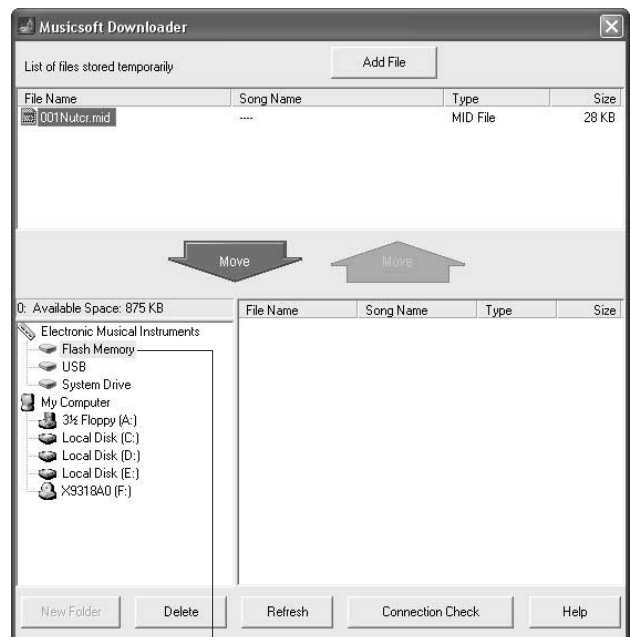 Musicsoft Downloader
List of files stored temporarily
Add File
File Name Song Name Type Size
001Nutcr.mid ---- MID File 28 KB
Move Move
0: Available Space: 875 KB
Electronic Musical Instruments
Flash Memory
USB
System Drive
My Computer
3½ Floppy (A:)
Local Disk (C:)
Local Disk (D:)
Local Disk (E:)
X9318A0 (F:)
File Name Song Name Type Size
New Folder Delete Refresh Connection Check Help